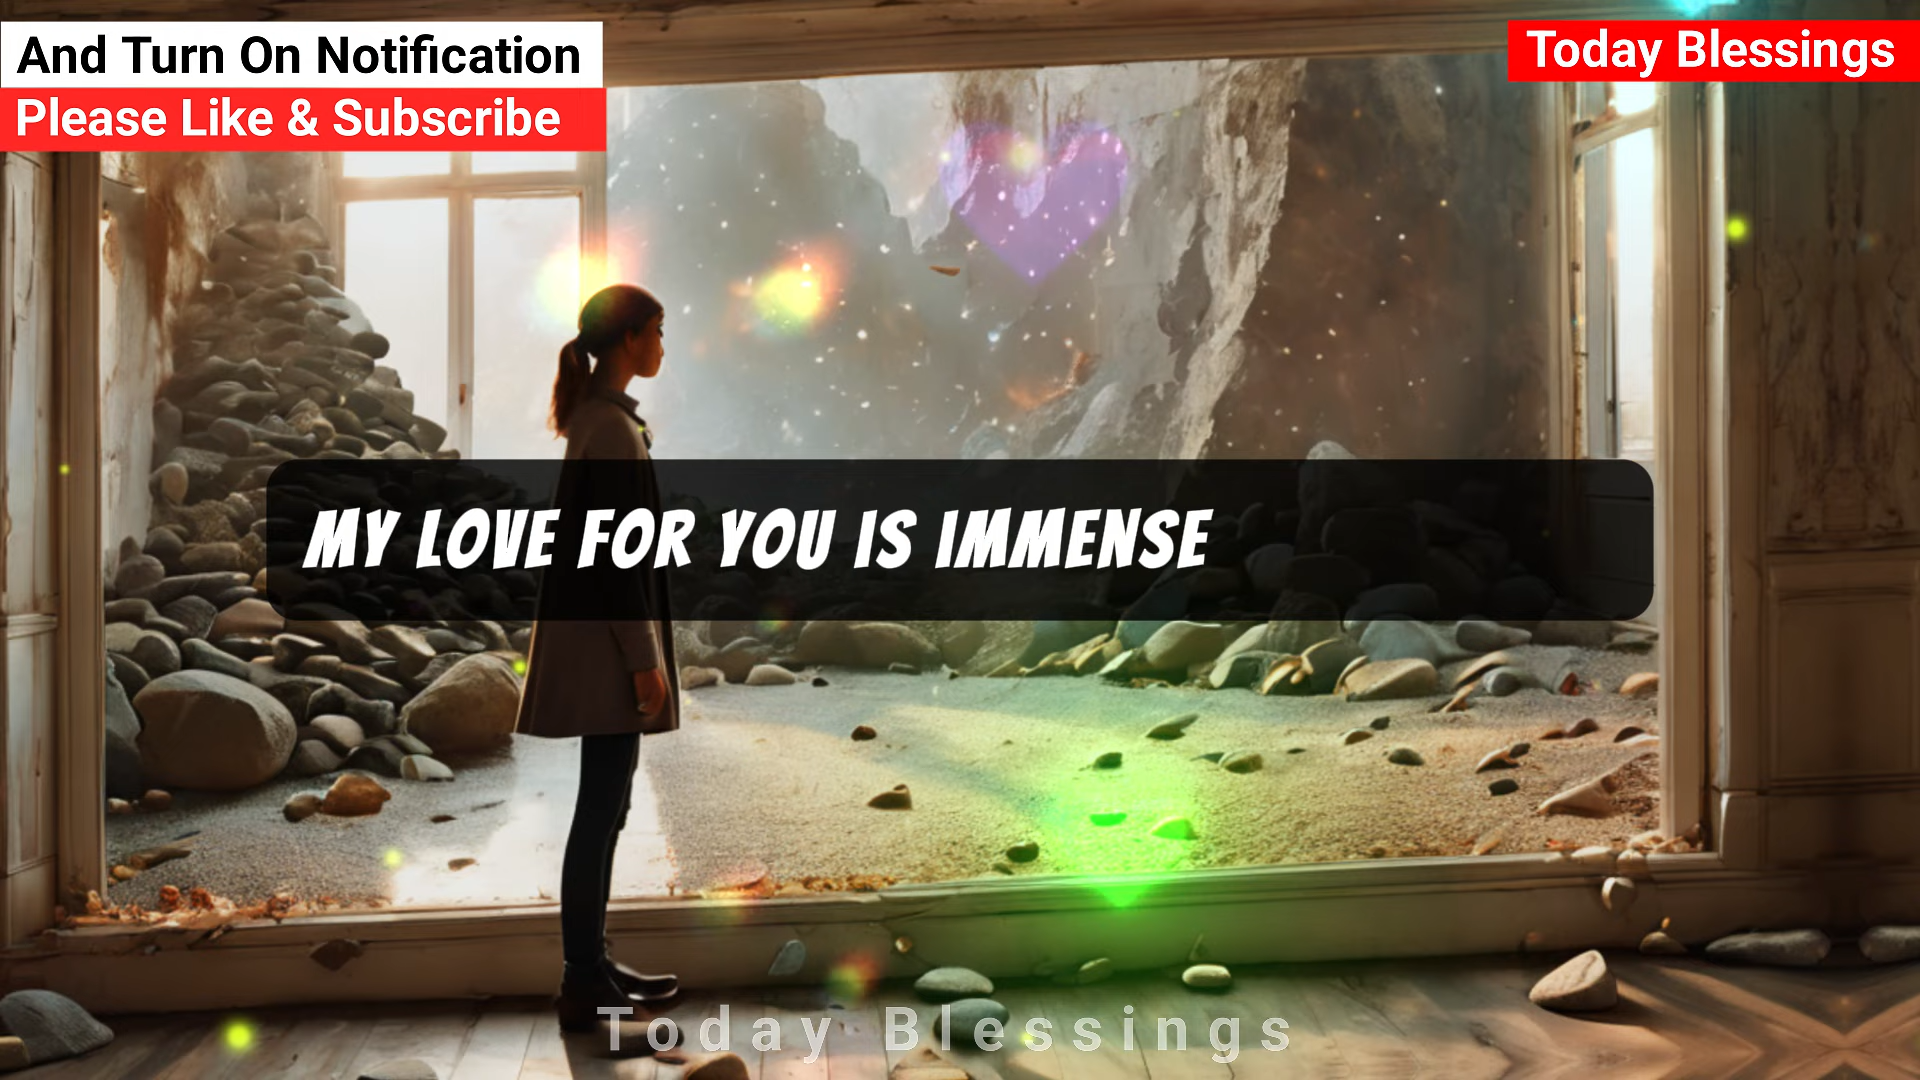 And Turn On Notification
Please Like & Subscribe
Today Blessings
MY LOVE FOR YOU IS IMMENSE
Today Blessings